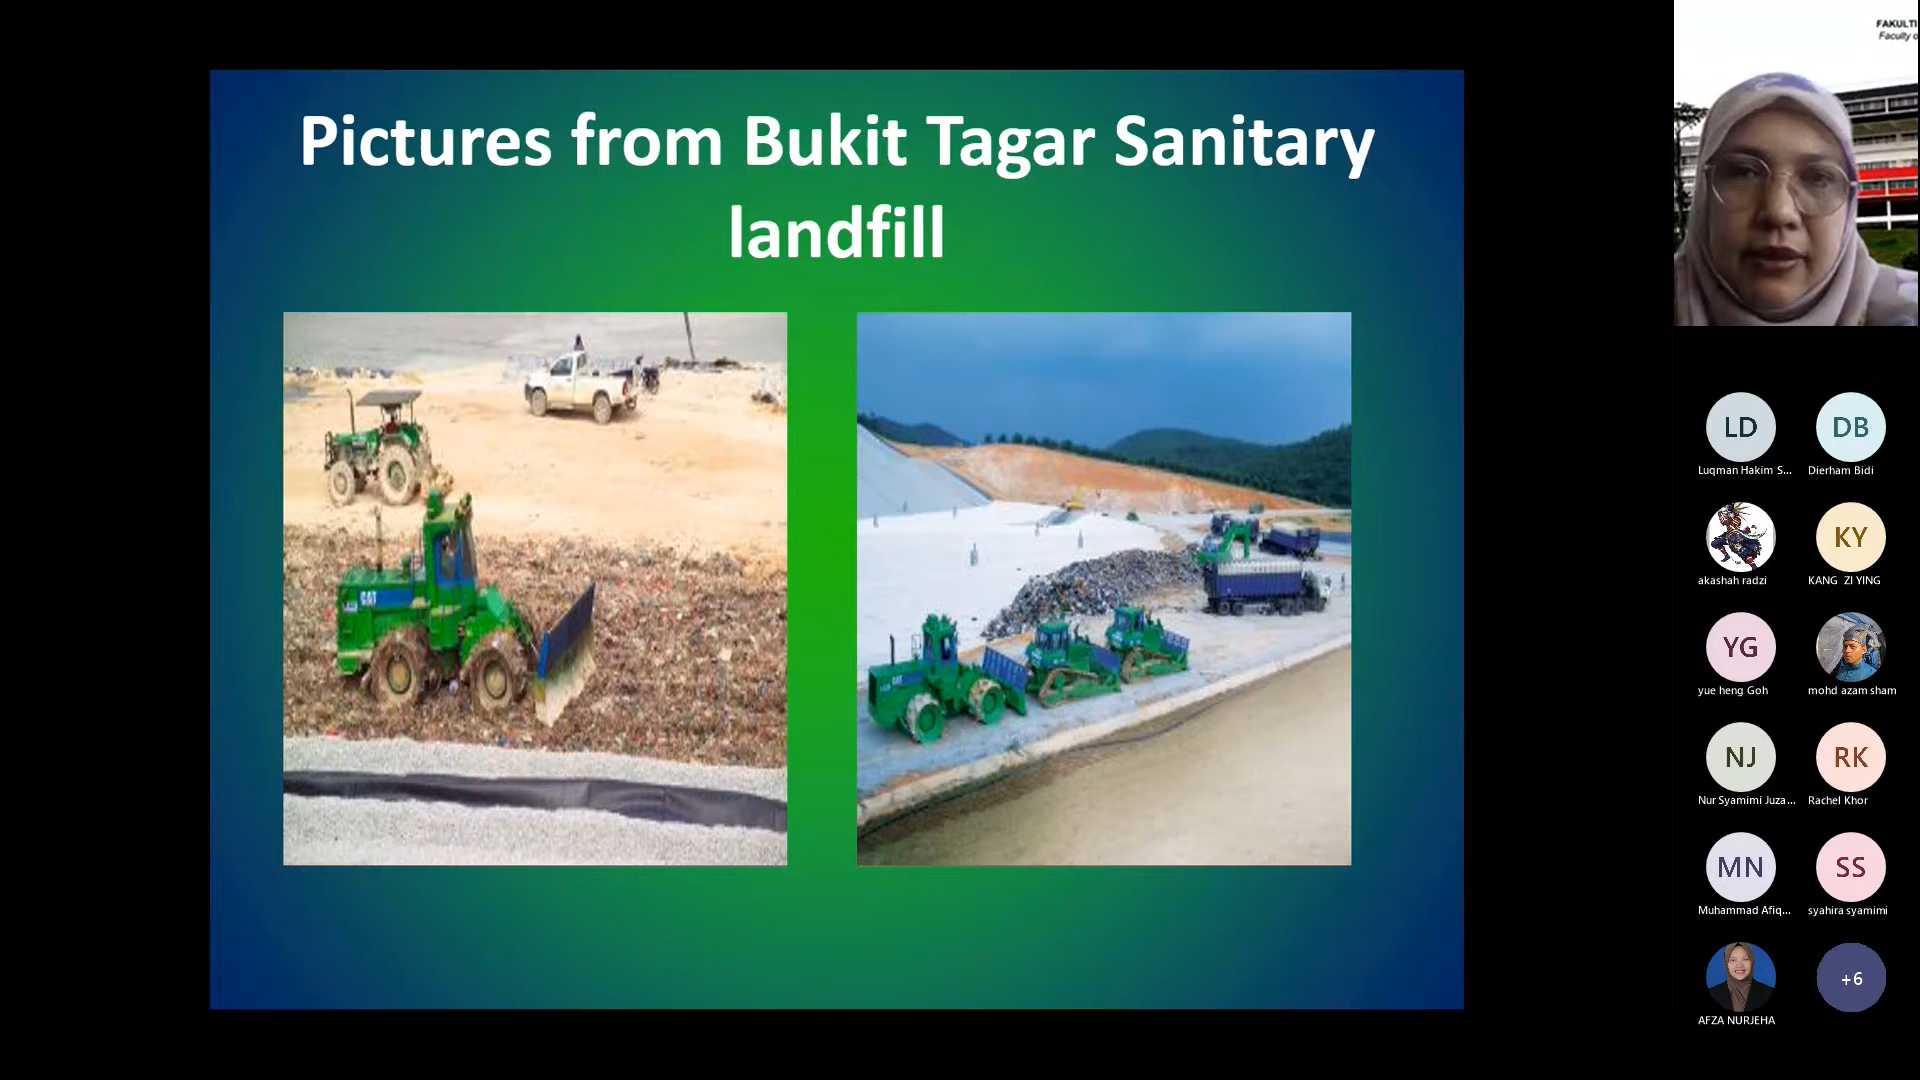 Pictures from Bukit Tagar Sanitary
landfill
CAT
FAKULTI
Faculty o
LD
DB
Luqman Hakim S...
Dierham Bidi
KY
akashah radzi
KANG ZI YING
YG
yue heng Goh
mohd azam sham
NJ
RK
Nur Syamimi Juza...
Rachel Khor
MN
SS
Muhammad Afiq...
syahira syamimi
+6
AFZA NURJEHA